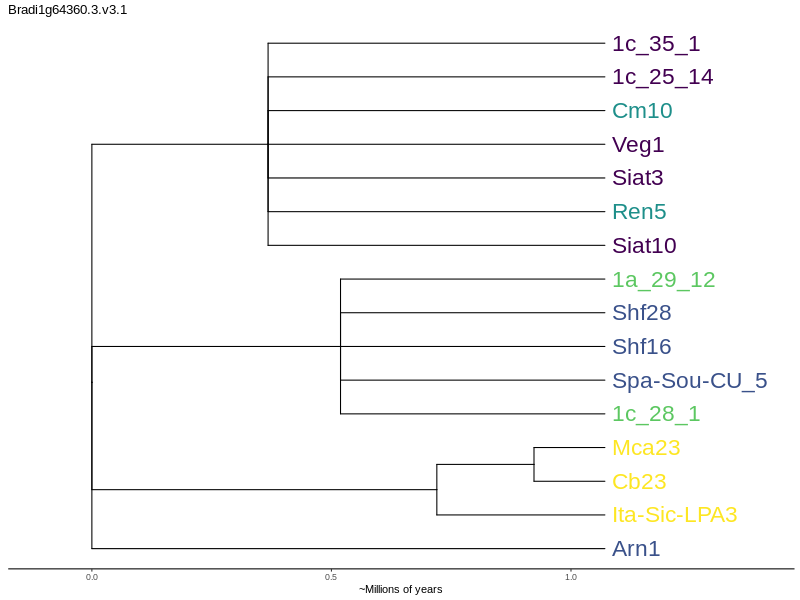 Bradi1g64360.3.v3.1
1c_35_1
1c_25_14
Cm10
Veg1
Siat3
Ren5
Siat10
1a_29_12
Shf28
Shf16
Spa-Sou-CU_5
1c_28_1
Mca23
Cb23
Ita-Sic-LPA3
Arn1
0.0 0.5 1.0
~Millions of years